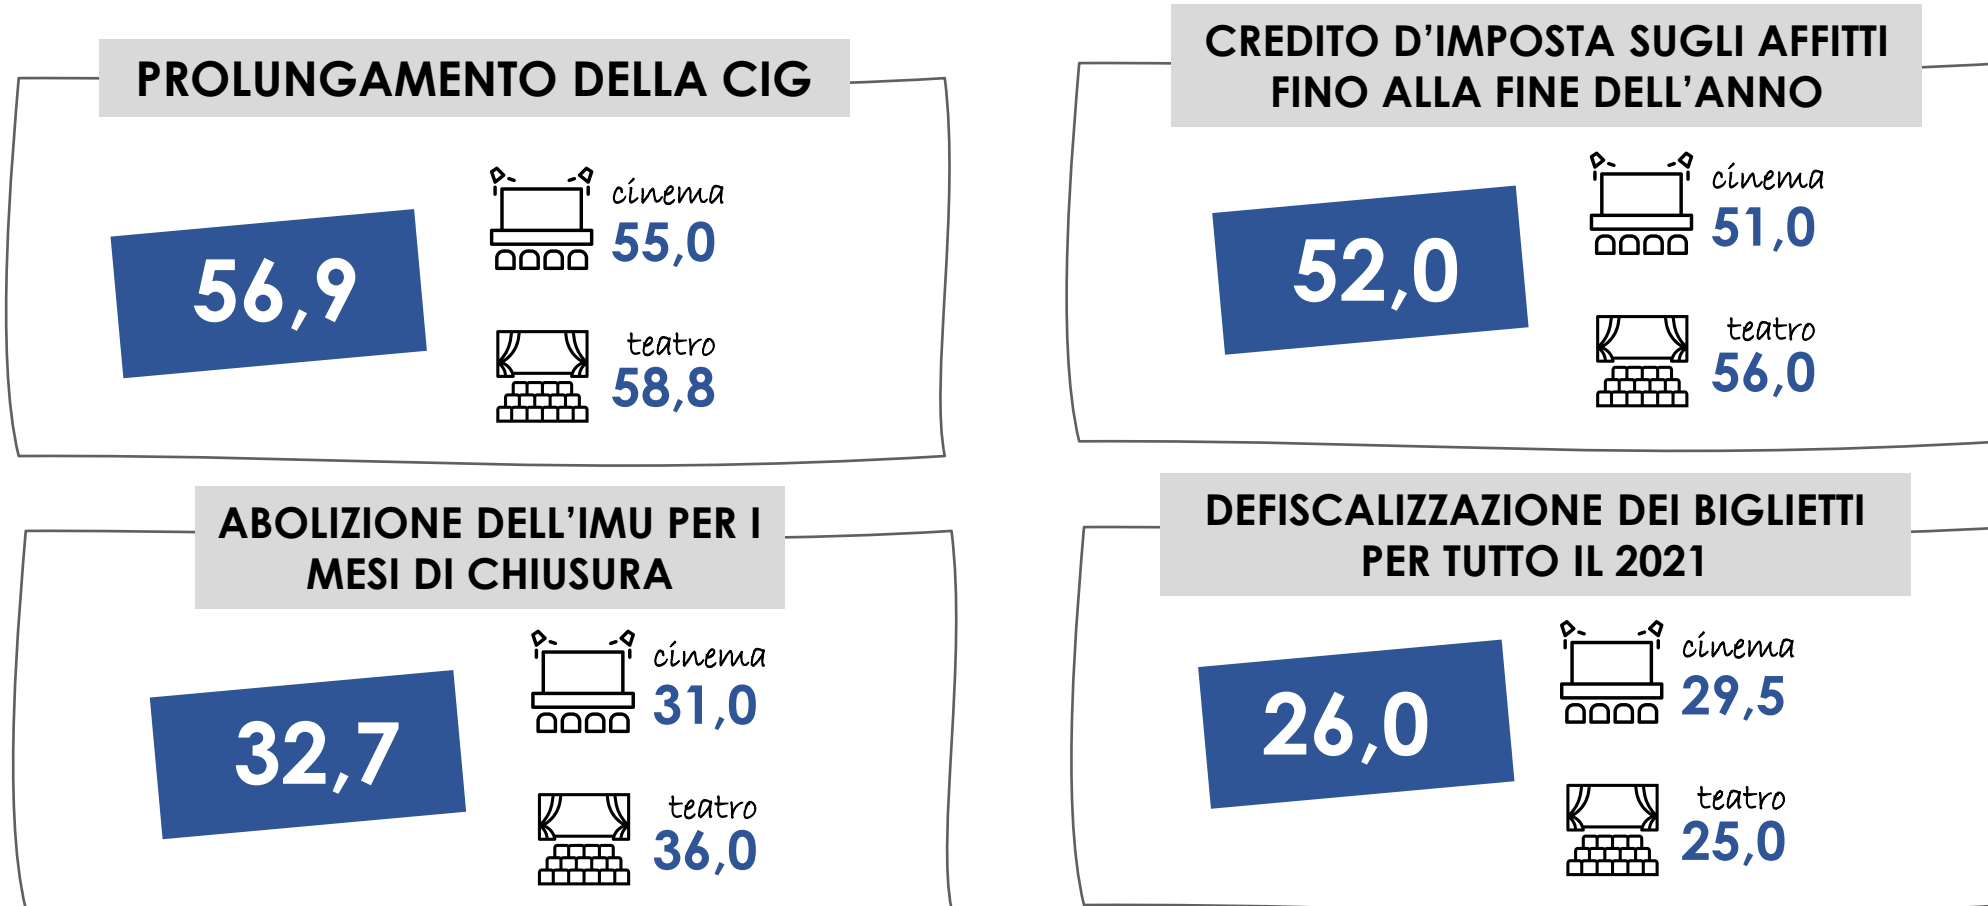 PROLUNGAMENTO DELLA CIG
56,9
cinema
55,0
teatro
58,8
CREDITO D’IMPOSTA SUGLI AFFITTI
FINO ALLA FINE DELL’ANNO
52,0
cinema
51,0
teatro
56,0
ABOLIZIONE DELL’IMU PER I
MESI DI CHIUSURA
32,7
cinema
31,0
teatro
36,0
DEFISCALIZZAZIONE DEI BIGLIETTI
PER TUTTO IL 2021
26,0
cinema
29,5
teatro
25,0